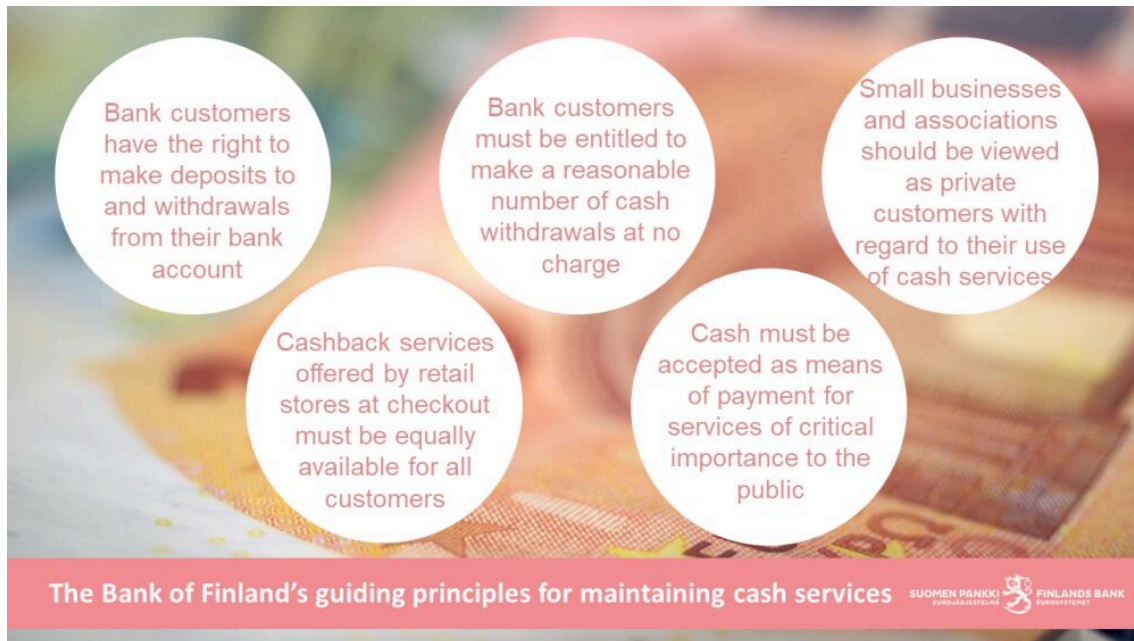 Bank customers
have the right to
make deposits to
and withdrawals
from their bank
account
Bank customers
must be entitled to
make a reasonable
number of cash
withdrawals at no
charge
Small businesses
and associations
should be viewed
as private
customers with
regard to their use
of cash services
Cashback services
offered by retail
stores at checkout
must be equally
available for all
customers
Cash must be
accepted as means
of payment for
services of critical
importance to the
public
The Bank of Finland’s guiding principles for maintaining cash services
SUOMEN PANKKI
EUROJÄRJESTELMÄ
FINLANDS BANK
EUROSYSTEMET